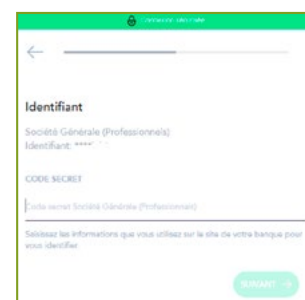 Identifiant
Société Générale (Professionnels)
Identifiant: ****
CODE SECRET
Code secret Société Générale (Professionnels)
Saisissez les informations que vous utilisez sur le site de votre banque pour
vous identifier.
SUIVANT →